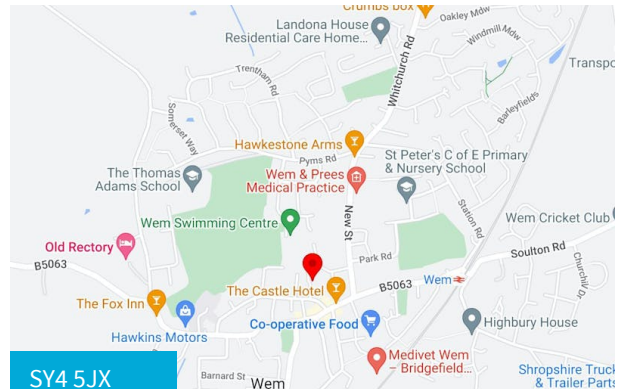 Crumbs box
Oakley Mdw
Landona House
Residential Care Home...
Windmill Mdw
Transpo
Whitchurch Rd
Trentham Rd
Barleyfields
Somerset Way
Hawkestone Arms
Pyms Rd
St Peter's C of E Primary
& Nursery School
The Thomas
Adams School
Wem & Prees
Medical Practice
New St
Station Rd
Wem Swimming Centre
Wem Cricket Club
Old Rectory
Soulton Rd
Park Rd
B5063
Wem
Churchill Dr
The Castle Hotel
B5063
The Fox Inn
Co-operative Food
Highbury House
Hawkins Motors
Medivet Wem
– Bridgefield...
Shropshire Truck
& Trailer Parts
SY4 5JX
Barnard St
Wem